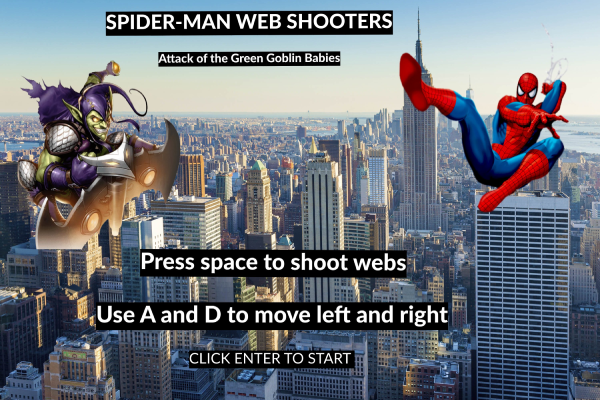 SPIDER-MAN WEB SHOOTERS
Attack of the Green Goblin Babies
Press space to shoot webs
Use A and D to move left and right
CLICK ENTER TO START